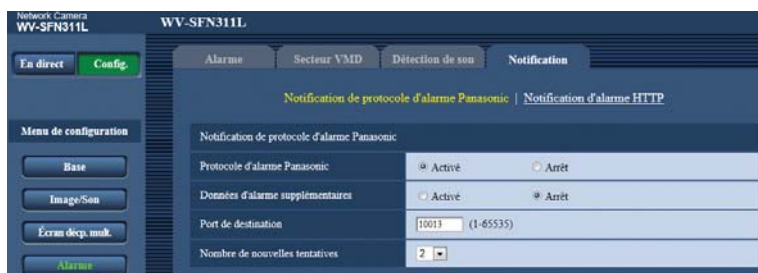 Network Camera
WV-SFN311L
WV-SFN311L
En direct
Config.
Alarme
Secteur VMD
Détection de son
Notification
Notification de protocole d'alarme Panasonic | Notification d'alarme HTTP
Menu de configuration
Base
Image/Son
Écran décp. mult.
Alarme
Notification de protocole d'alarme Panasonic
Protocole d'alarme Panasonic
Activé
Arrêt
Données d'alarme supplémentaires
Activé
Arrêt
Port de destination
10013 (1-65535)
Nombre de nouvelles tentatives
2